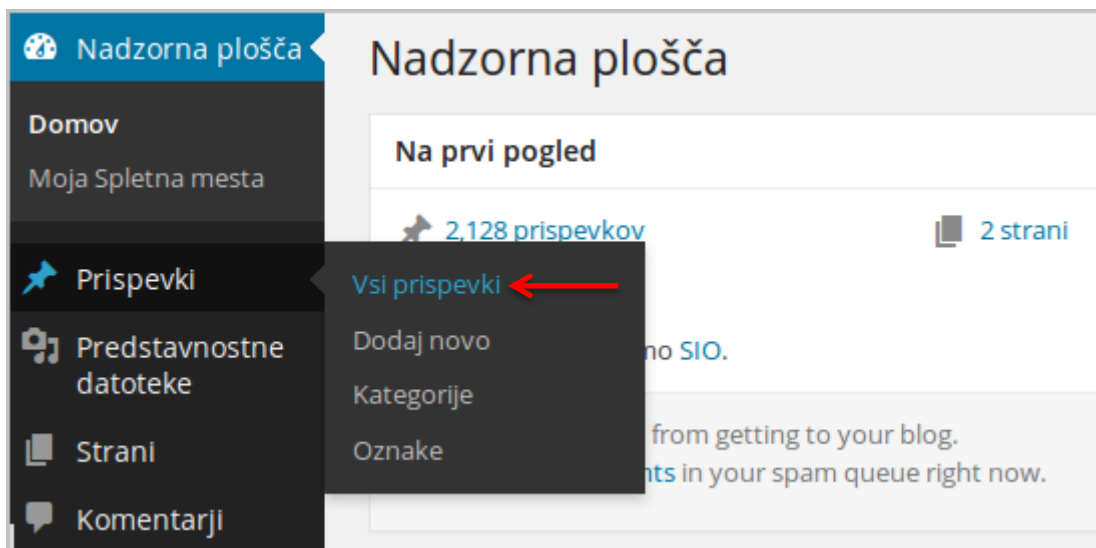 Nadzorna plošča
Domov
Moja Spletna mesta
Prispevki
Predstavnostne
datoteke
Strani
Komentarji
Vsi prispevki
Dodaj novo
Kategorije
Oznake
Nadzorna plošča
Na prvi pogled
2,128 prispevkov
2 strani
SIO.
from getting to your blog.
in your spam queue right now.